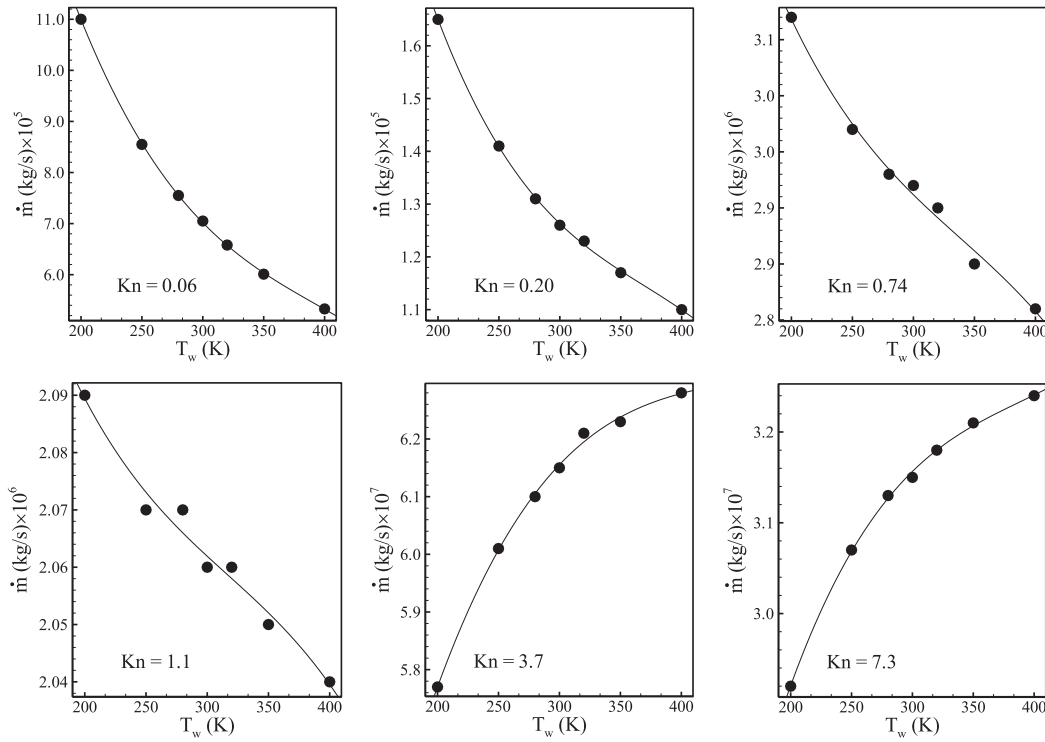 11.0
10.0
9.0
8.0
7.0
6.0
ṁ (kg/s)×10⁵
Kn = 0.06
200 250 300 350 400
T_w (K)
1.6
1.5
1.4
1.3
1.2
1.1
ṁ (kg/s)×10⁵
Kn = 0.20
200 250 300 350 400
T_w (K)
3.1
3.0
3.0
2.9
2.9
2.8
ṁ (kg/s)×10⁶
Kn = 0.74
200 250 300 350 400
T_w (K)
2.09
2.08
2.07
2.06
2.05
2.04
ṁ (kg/s)×10⁶
Kn = 1.1
200 250 300 350 400
T_w (K)
6.2
6.1
6.0
5.9
5.8
ṁ (kg/s)×10⁷
Kn = 3.7
200 250 300 350 400
T_w (K)
3.2
3.1
3.0
ṁ (kg/s)×10⁷
Kn = 7.3
200 250 300 350 400
T_w (K)